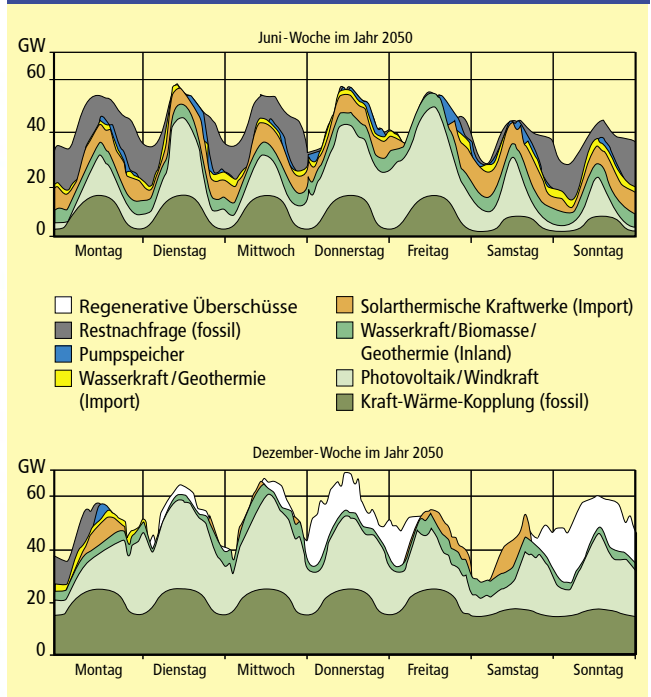 Juni-Woche im Jahr 2050
GW
60
40
20
0
Montag Dienstag Mittwoch Donnerstag Freitag Samstag Sonntag
Regenerative Überschüsse
Restnachfrage (fossil)
Pumpspeicher
Wasserkraft/Geothermie
(Import)
Solarthermische Kraftwerke (Import)
Wasserkraft/Biomasse/
Geothermie (Inland)
Photovoltaik/Windkraft
Kraft-Wärme-Kopplung (fossil)
Dezember-Woche im Jahr 2050
GW
60
40
20
0
Montag Dienstag Mittwoch Donnerstag Freitag Samstag Sonntag